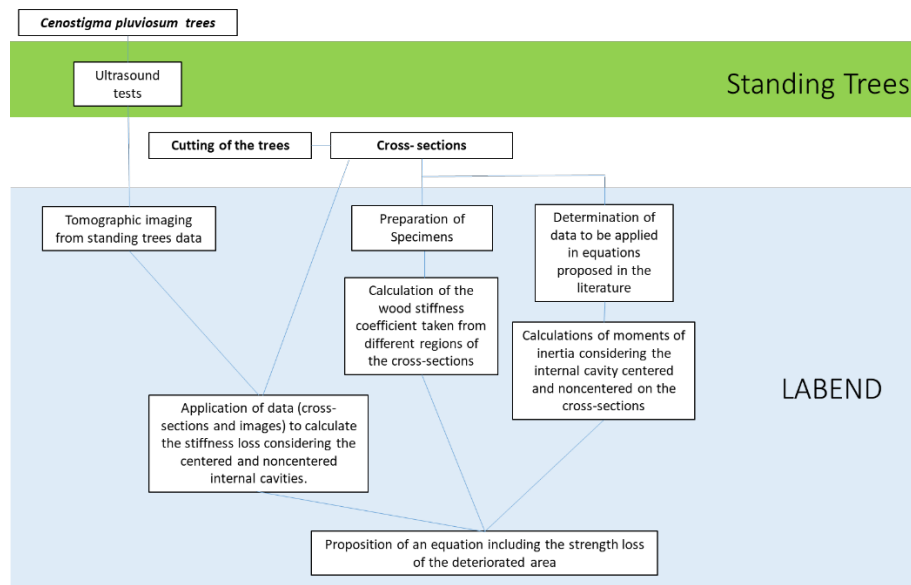 Cenostigma pluviosum trees
Ultrasound
tests
Standing Trees
Cutting of the trees
Cross- sections
Tomographic imaging
from standing trees data
Preparation of
Specimens
Determination of
data to be applied
in equations
proposed in the
literature
Calculation of the
wood stiffness
coefficient taken from
different regions of
the cross-sections
Calculations of moments of
inertia considering the
internal cavity centered
and noncentered on the
cross-sections
LABEND
Application of data (cross-
sections and images) to calculate
the stiffness loss considering the
centered and noncentered
internal cavities.
Proposition of an equation including the strength loss
of the deteriorated area